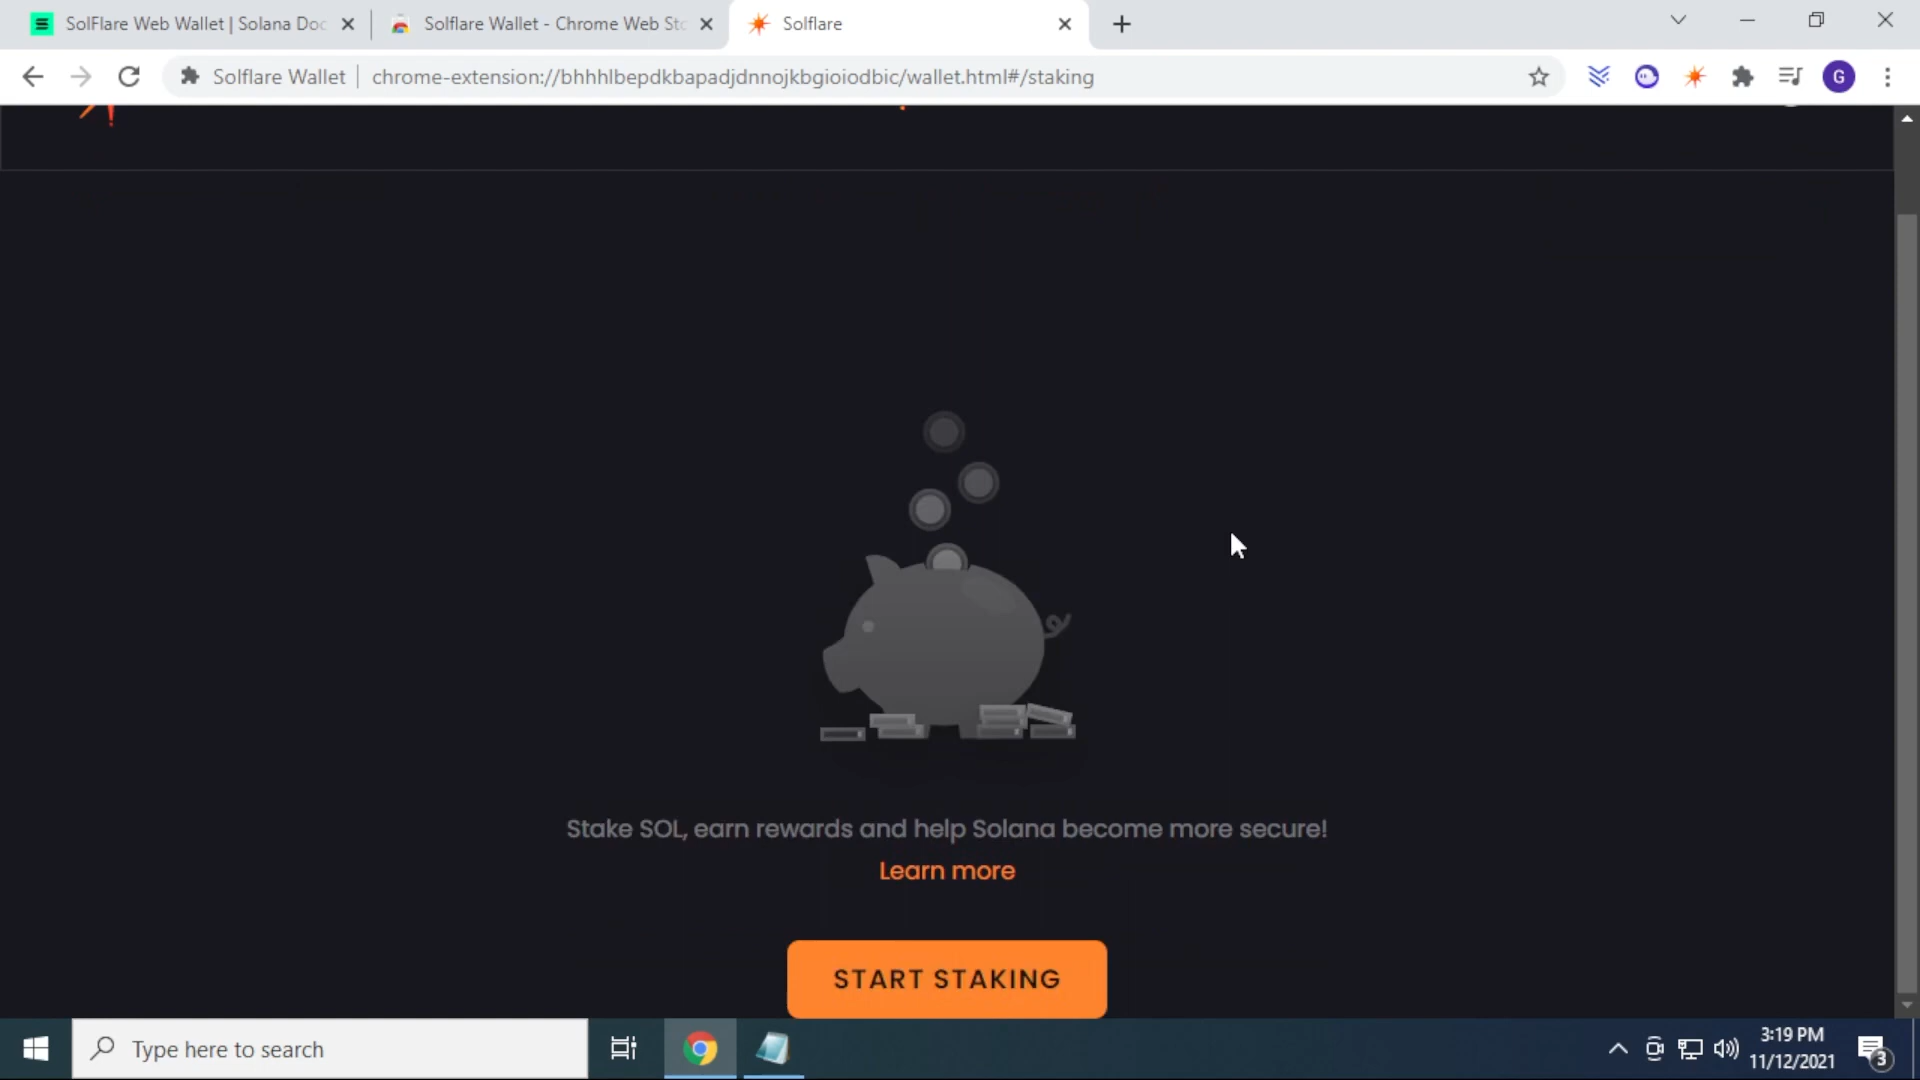 SolFlare Web Wallet | Solana Doc
Solflare Wallet - Chrome Web Sto
Solflare
Solflare Wallet
chrome-extension://bhhhlbepdkbapadjdnnojkbgioiodbic/wallet.html#/staking
G
Stake SOL, earn rewards and help Solana become more secure!
Learn more
START STAKING
Type here to search
3:19 PM
11/12/2021
3